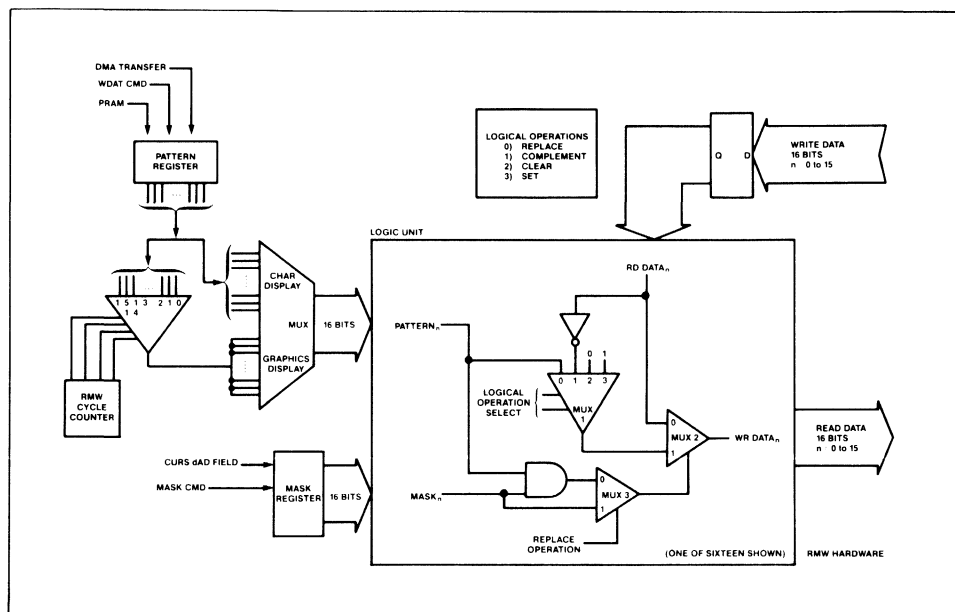 DMA TRANSFER
WDAT CMD
PRAM
PATTERN
REGISTER
1 5 1 3 2 1 0
1 4
RMW
CYCLE
COUNTER
CHAR
DISPLAY
MUX
GRAPHICS
DISPLAY
16 BITS
CURS dAD FIELD
MASK CMD
MASK
REGISTER
16 BITS
LOGICAL OPERATIONS
0) REPLACE
1) COMPLEMENT
2) CLEAR
3) SET
Q D
WRITE DATA
16 BITS
n 0 to 15
LOGIC UNIT
RD DATAn
PATTERNn
0 1
0 1 2 3
LOGICAL
OPERATION
SELECT
MUX
1
0
MUX 2
1
WR DATAn
MASKn
0
MUX 3
1
REPLACE
OPERATION
(ONE OF SIXTEEN SHOWN)
READ DATA
16 BITS
n 0 to 15
RMW HARDWARE